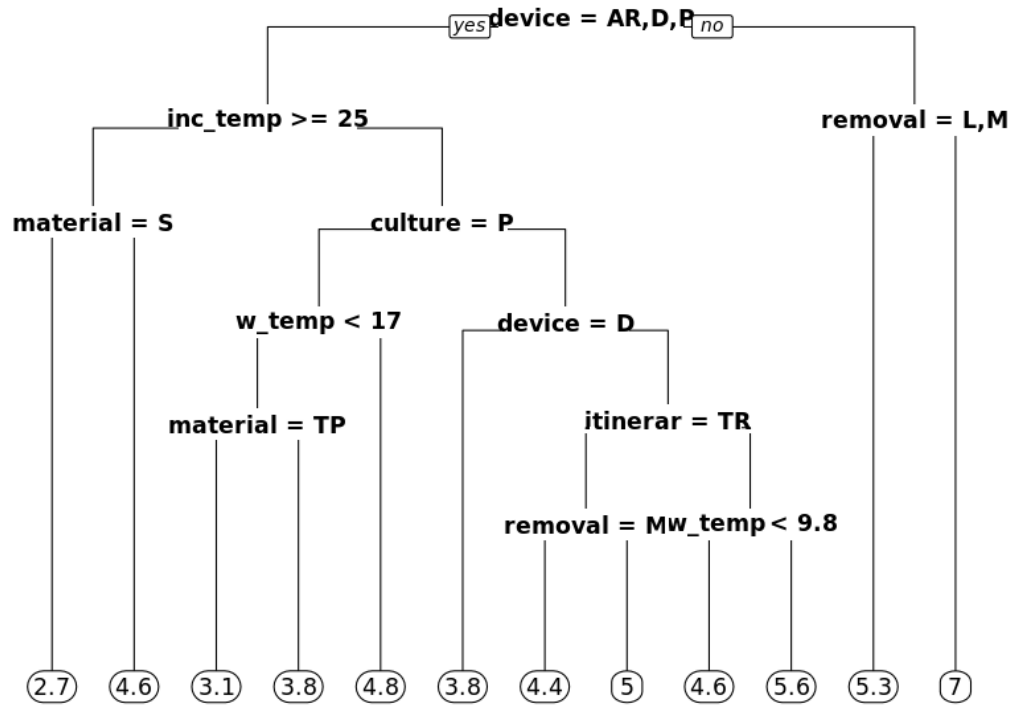 device = AR,D,P
yes
no
inc_temp >= 25
removal = L,M
material = S
culture = P
w_temp < 17
device = D
material = TP
itinerar = TR
removal = M
w_temp < 9.8
2.7
4.6
3.1
3.8
4.8
3.8
4.4
5
4.6
5.6
5.3
7